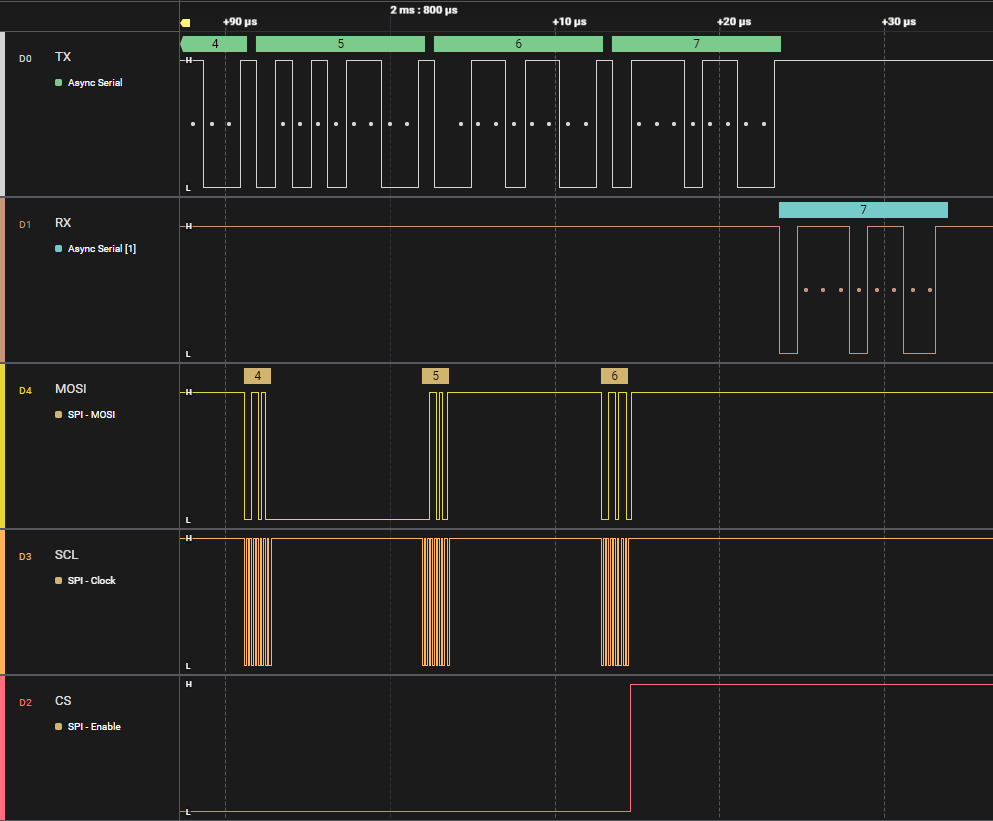 2 ms : 800 µs
+90 µs +10 µs +20 µs +30 µs
4 5 6 7
D0 TX H
Async Serial
L
7
D1 RX H
Async Serial [1]
L
4 5 6
D4 MOSI H
SPI - MOSI
L
D3 SCL H
SPI - Clock
L
D2 CS H
SPI - Enable
L